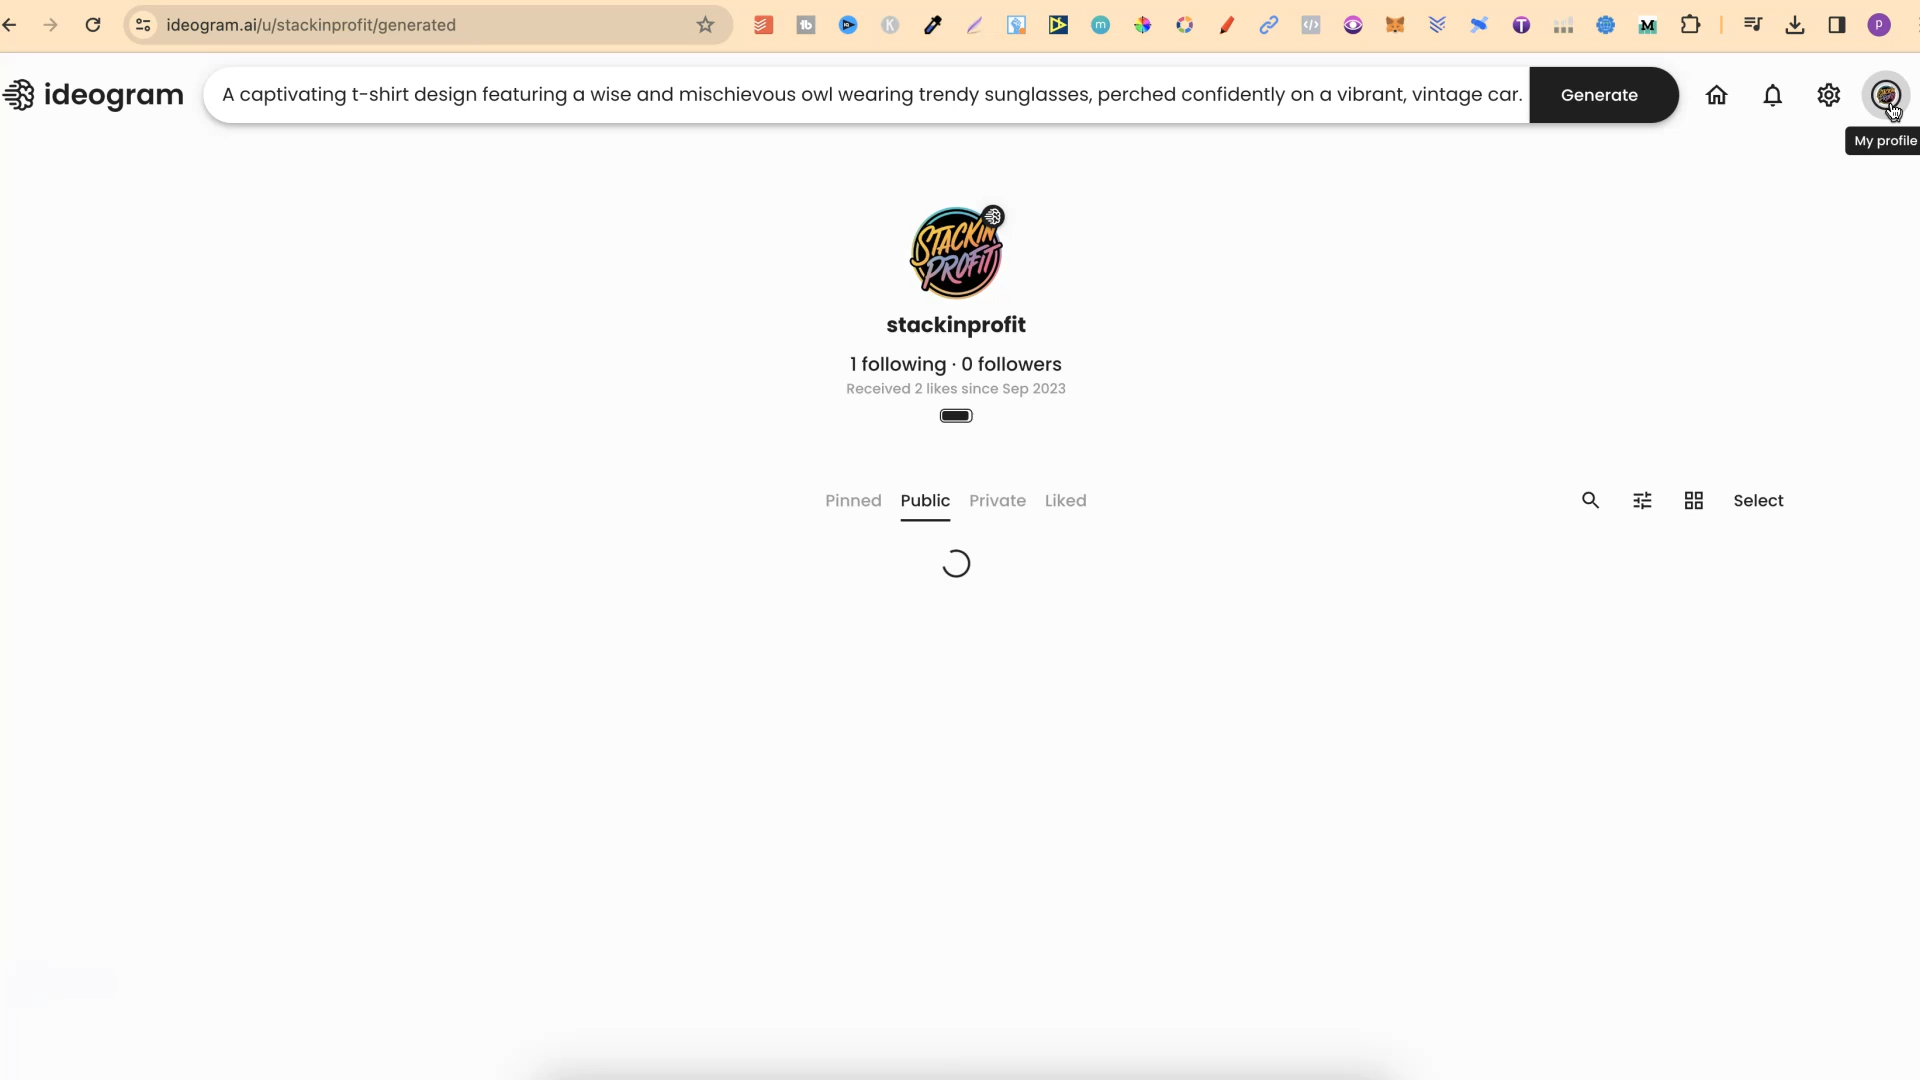 ideogram.ai/u/stackinprofit/generated
tb
K
m
T
M
P
ideogram
A captivating t-shirt design featuring a wise and mischievous owl wearing trendy sunglasses, perched confidently on a vibrant, vintage car.
Generate
My profile
STACKIN
PROFIT
stackinprofit
1 following · 0 followers
Received 2 likes since Sep 2023
Pinned Public Private Liked
Select